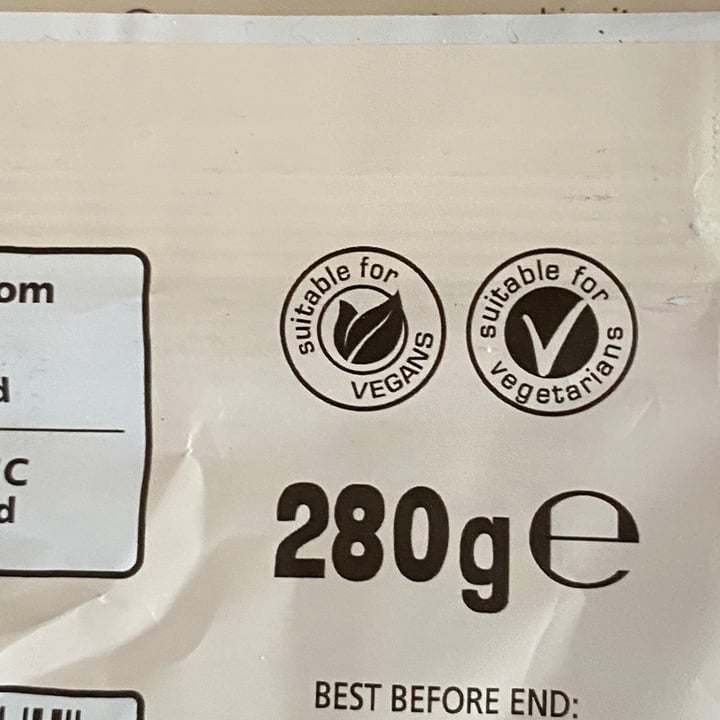 om
d
C
d
suitable for
VEGANS
suitable for
vegetarians
280g e
BEST BEFORE END: